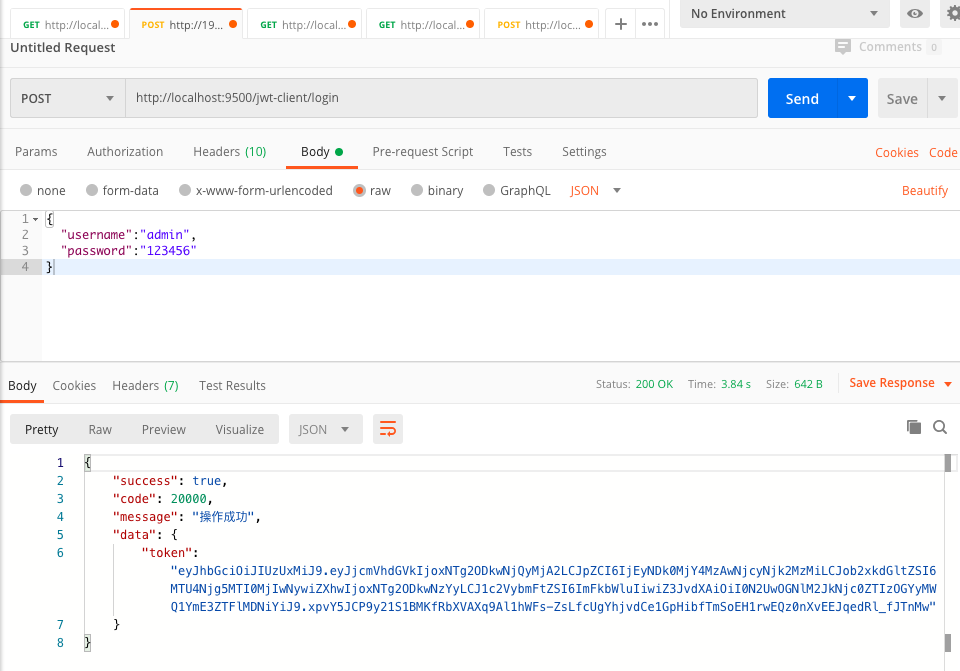 GET http://local... POST http://19... GET http://local... GET http://local... POST http://loc... + ••• No Environment
Untitled Request Comments 0
POST http://localhost:9500/jwt-client/login Send Save
Params Authorization Headers (10) Body Pre-request Script Tests Settings Cookies Code
none form-data x-www-form-urlencoded raw binary GraphQL JSON Beautify
1 {
2 "username":"admin",
3 "password":"123456"
4 }
Body Cookies Headers (7) Test Results Status: 200 OK Time: 3.84 s Size: 642 B Save Response
Pretty Raw Preview Visualize JSON
1 {
2 "success": true,
3 "code": 20000,
4 "message": "操作成功",
5 "data": {
6 "token":
"eyJhbGciOiJIUzUxMiJ9.eyJjcmVhdGVkIjoxNTg2ODkwNjQyMjA2LCJpZCI6IjEyNDk0MjY4MzAwNjcyNjk2MzMiLCJob2xkdGltZSI6
MTU4Njg5MTI0MjIwNywiZXhwIjoxNTg2ODkwNzYyLCJ1c2VybmFtZSI6ImFkbWluIiwiZ3JvdXAiOiI0N2UwOGNlM2JkNjc0ZTIzOGYyMW
Q1YmE3ZTFlMDNiYiJ9.xpvY5JCP9y21S1BMKfRbXVAXq9Al1hWFs-ZsLfcUgYhjvdCe1GpHibfTmSoEH1rwEQz0nXvEEJqedRl_fJTnMw"
7 }
8 }